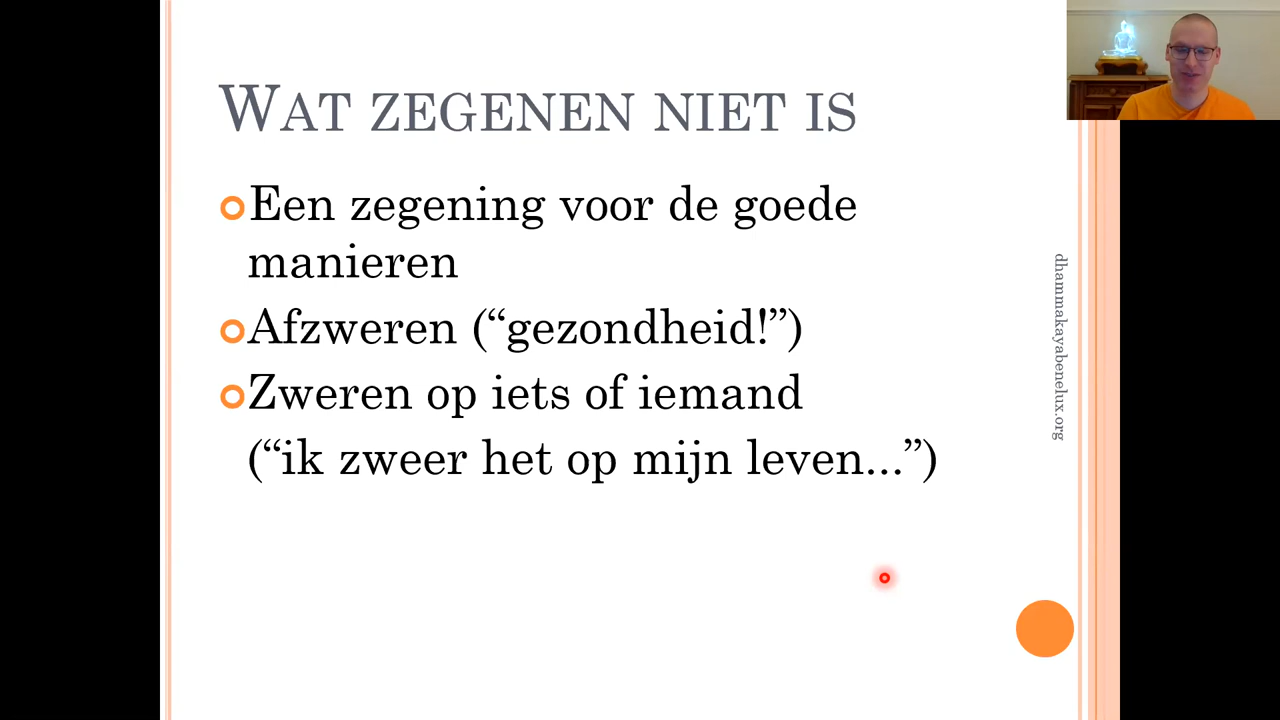 WAT ZEGENEN NIET IS
Een zegening voor de goede
manieren
Afzweren (“gezondheid!”)
Zweren op iets of iemand
(“ik zweer het op mijn leven...”)
dhammakayabenelux.org